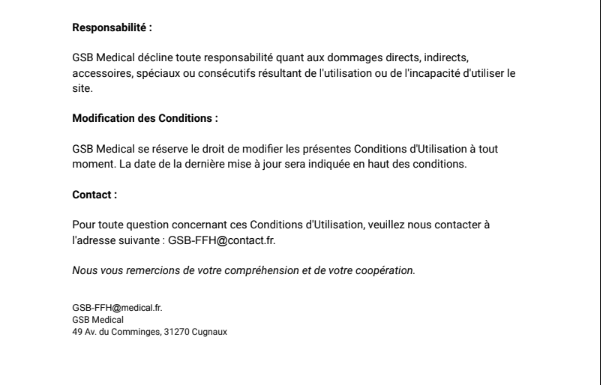 Responsabilité :
GSB Medical décline toute responsabilité quant aux dommages directs, indirects,
accessoires, spéciaux ou consécutifs résultant de l'utilisation ou de l'incapacité d'utiliser le
site.
Modification des Conditions :
GSB Medical se réserve le droit de modifier les présentes Conditions d'Utilisation à tout
moment. La date de la dernière mise à jour sera indiquée en haut des conditions.
Contact :
Pour toute question concernant ces Conditions d'Utilisation, veuillez nous contacter à
l'adresse suivante : GSB-FFH@contact.fr.
Nous vous remercions de votre compréhension et de votre coopération.
GSB-FFH@medical.fr.
GSB Medical
49 Av. du Comminges, 31270 Cugnaux